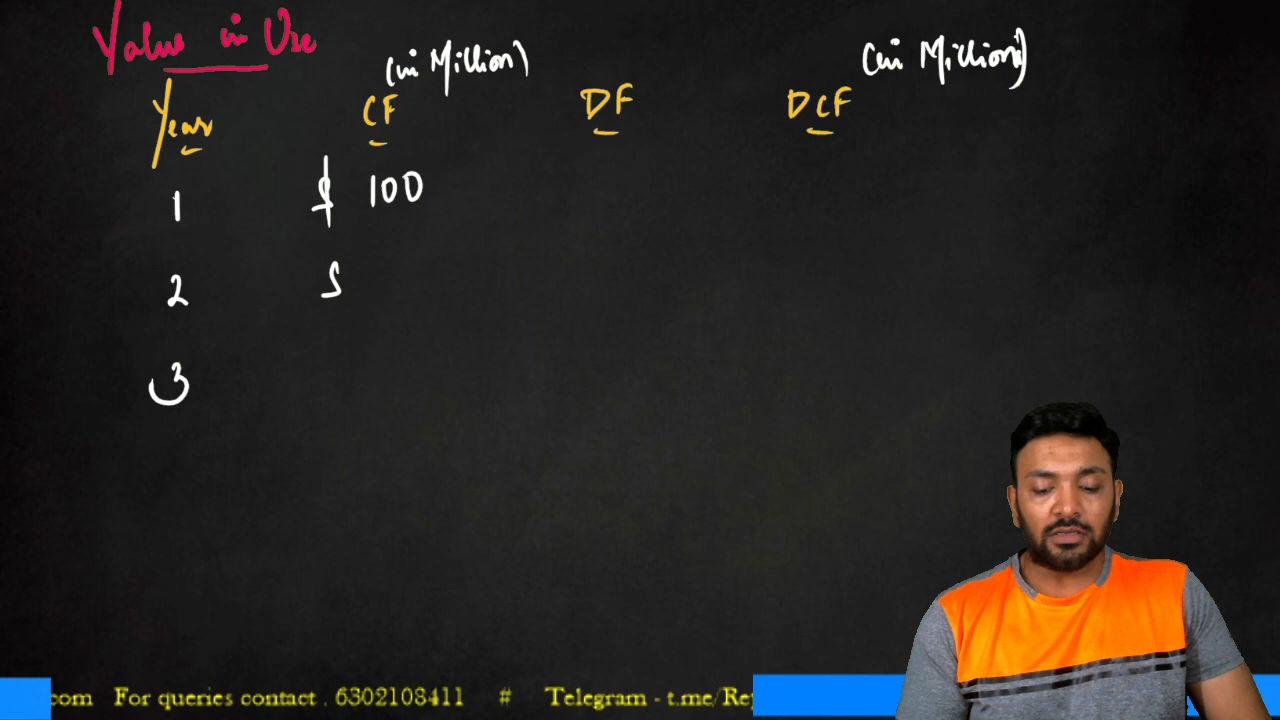 Value in Use
(in Million) (in Million)
Year CF DF DCF
1 $ 100
2 S
3
.com For queries contact . 6302108411 # Telegram - t.me/Rej